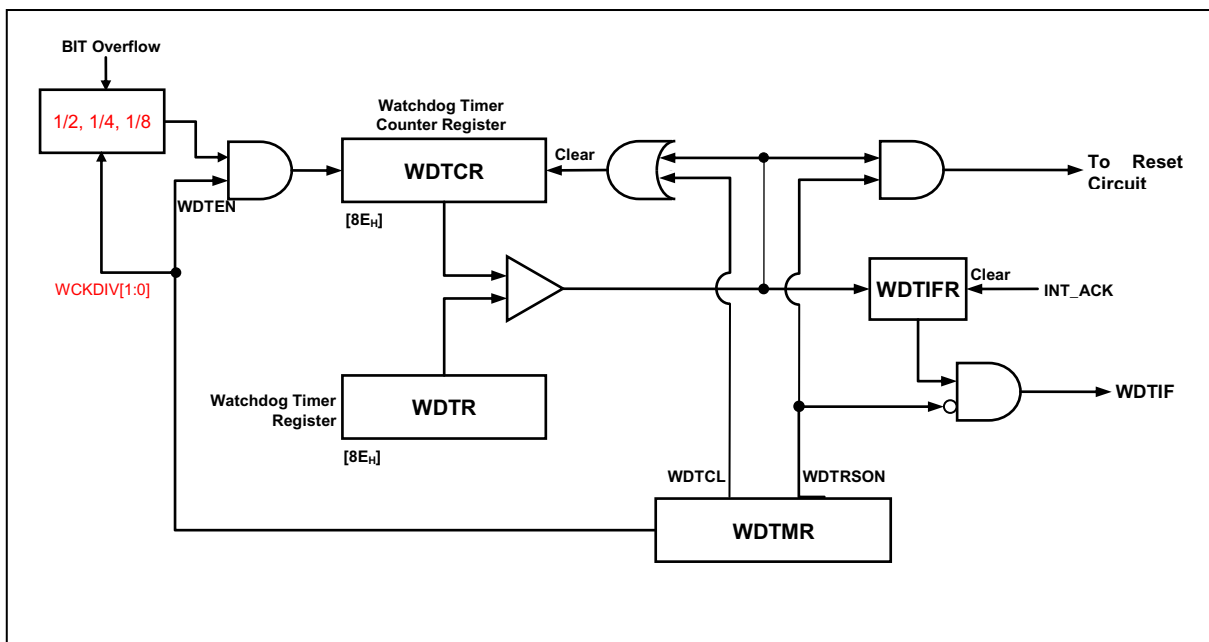 BIT Overflow
1/2, 1/4, 1/8
Watchdog Timer
Counter Register
WDTCR
[8EH]
Clear
To Reset
Circuit
WDTEN
WCKDIV[1:0]
WDTIFR
Clear
INT_ACK
Watchdog Timer
Register
WDTR
[8EH]
WDTIF
WDTCL
WDTRSON
WDTMR